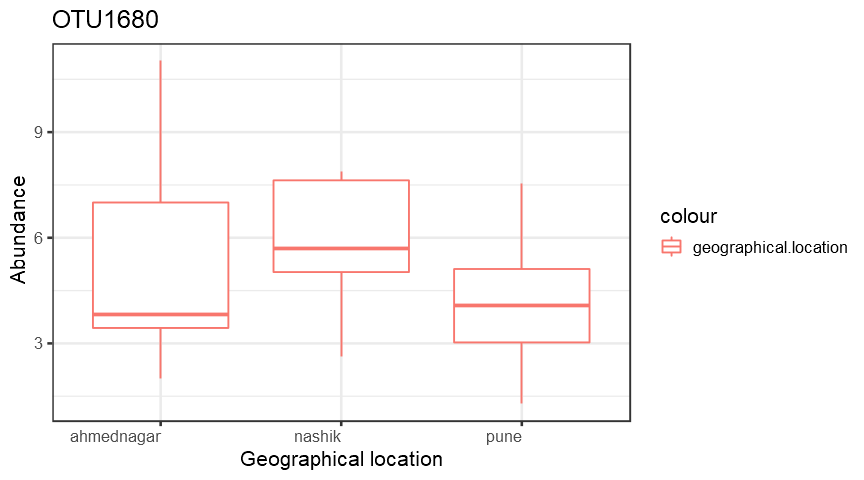 OTU1680
9
6
3
Abundance
ahmednagar
nashik
pune
Geographical location
colour
geographical.location